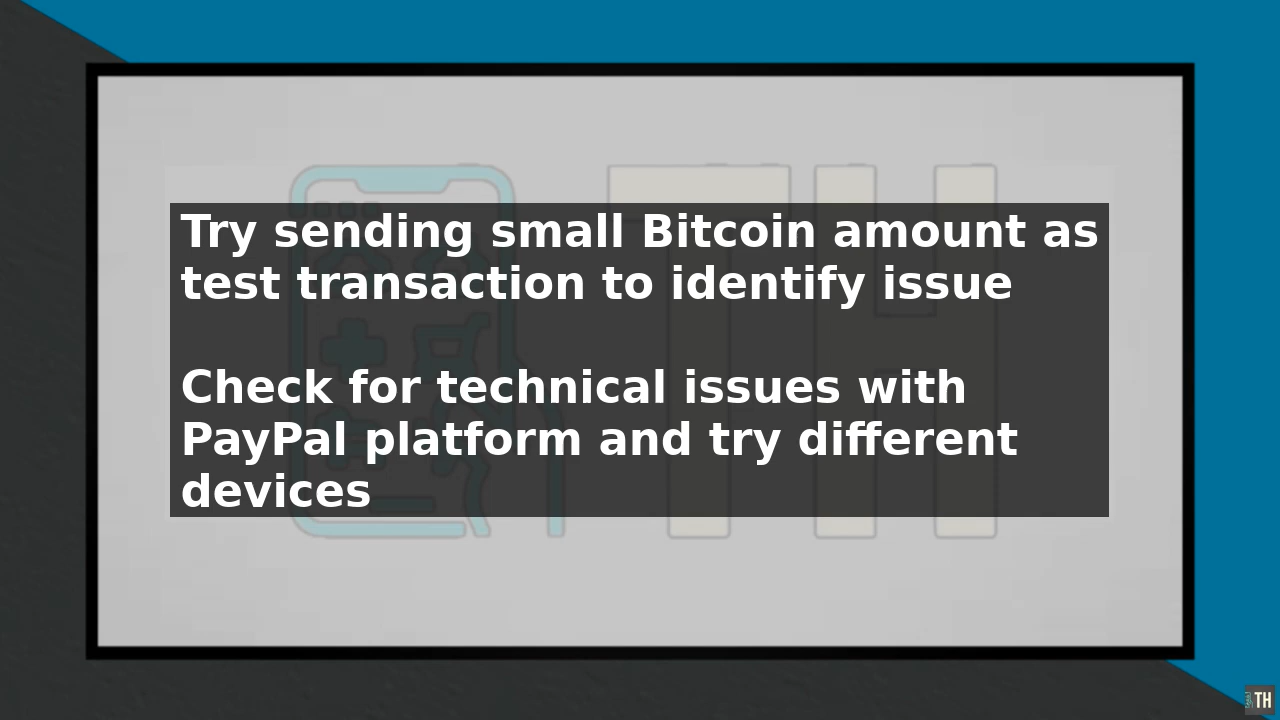 Try sending small Bitcoin amount as
test transaction to identify issue
Check for technical issues with
PayPal platform and try different
devices
TH
TH